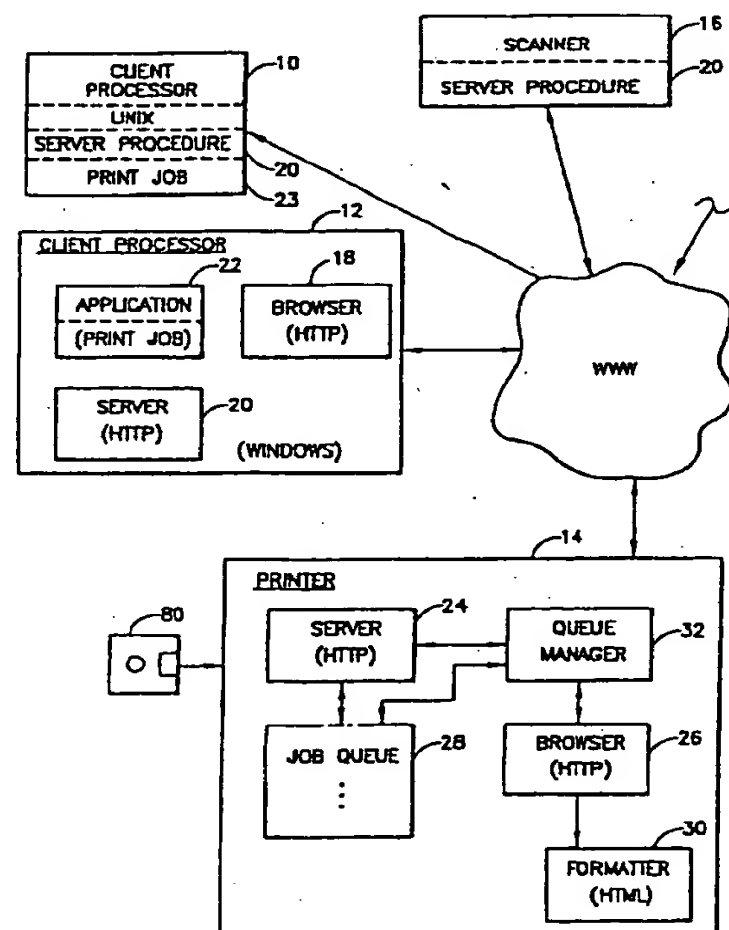 10
CLIENT
PROCESSOR
UNIX
SERVER PROCEDURE
20
PRINT JOB
23
16
SCANNER
20
SERVER PROCEDURE
12
CLIENT PROCESSOR
22
APPLICATION
(PRINT JOB)
18
BROWSER
(HTTP)
20
SERVER
(HTTP)
(WINDOWS)
WWW
14
PRINTER
80
24
SERVER
(HTTP)
QUEUE
MANAGER
32
JOB QUEUE
28
BROWSER
(HTTP)
26
30
FORMATTER
(HTML)